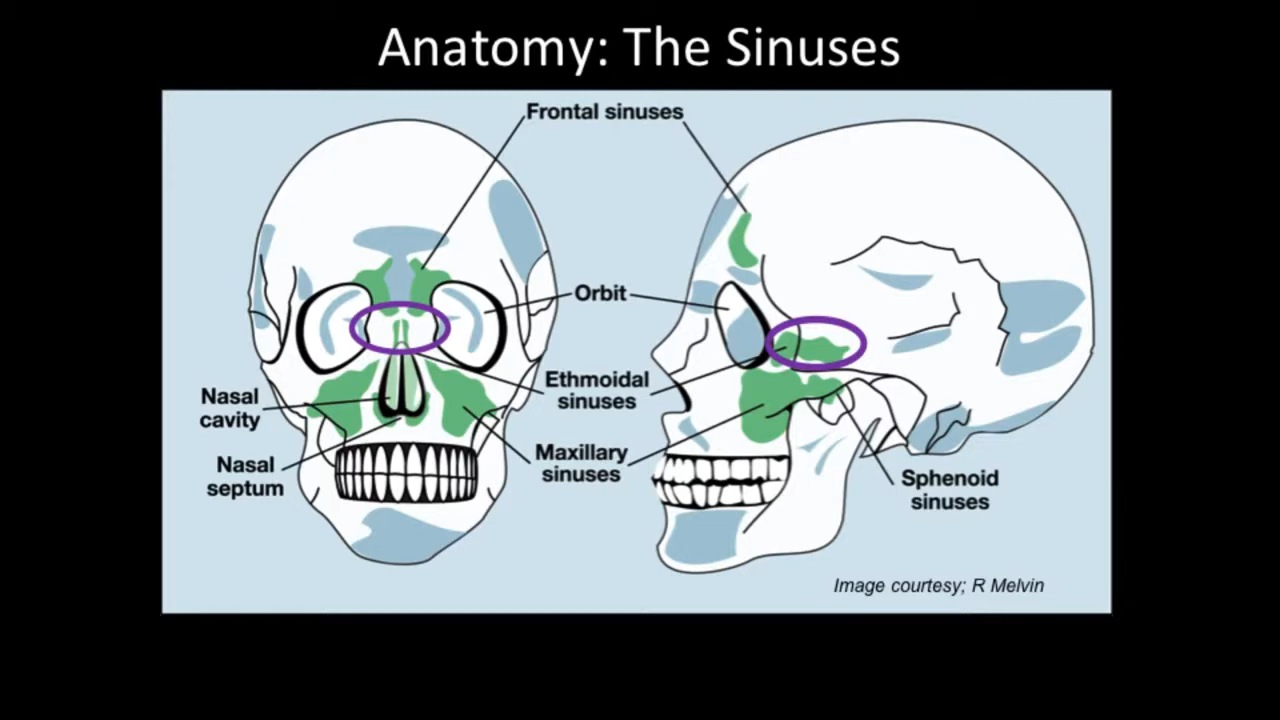 Anatomy: The Sinuses
Frontal sinuses
Orbit
Ethmoidal
sinuses
Nasal
cavity
Maxillary
sinuses
Nasal
septum
Sphenoid
sinuses
Image courtesy; R Melvin